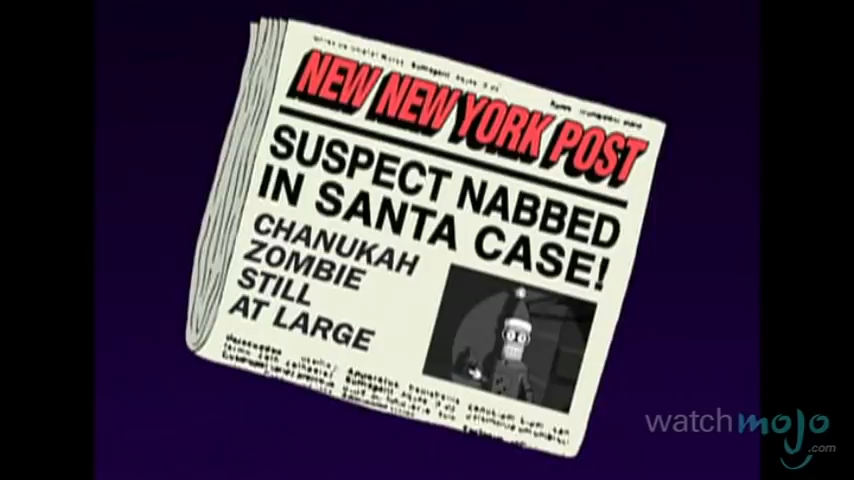 NEW NEW YORK POST
SUSPECT NABBED
IN SANTA CASE!
CHANUKAH
ZOMBIE
STILL
AT LARGE
watchmojo
.com